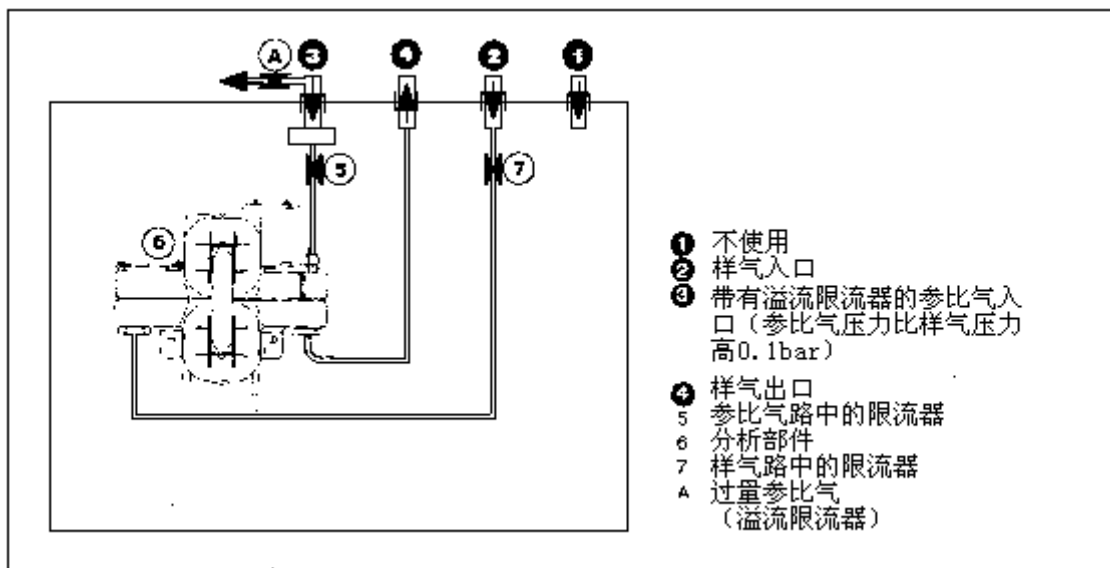 A 3 4 2 1
5 7
6
1 不使用
2 样气入口
3 带有溢流限流器的参比气入
口（参比气压力比样气压力
高0.1bar）
4 样气出口
5 参比气路中的限流器
6 分析部件
7 样气路中的限流器
A 过量参比气
（溢流限流器）